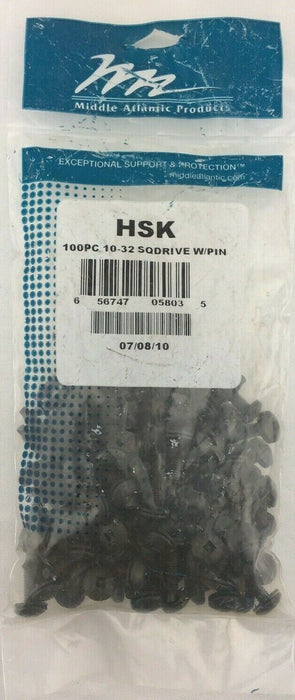 Middle Atlantic Products
EXCEPTIONAL SUPPORT & PROTECTION™
middleatlantic.com
HSK
100PC 10-32 SQDRIVE W/PIN
6 56747 05803 5
07/08/10